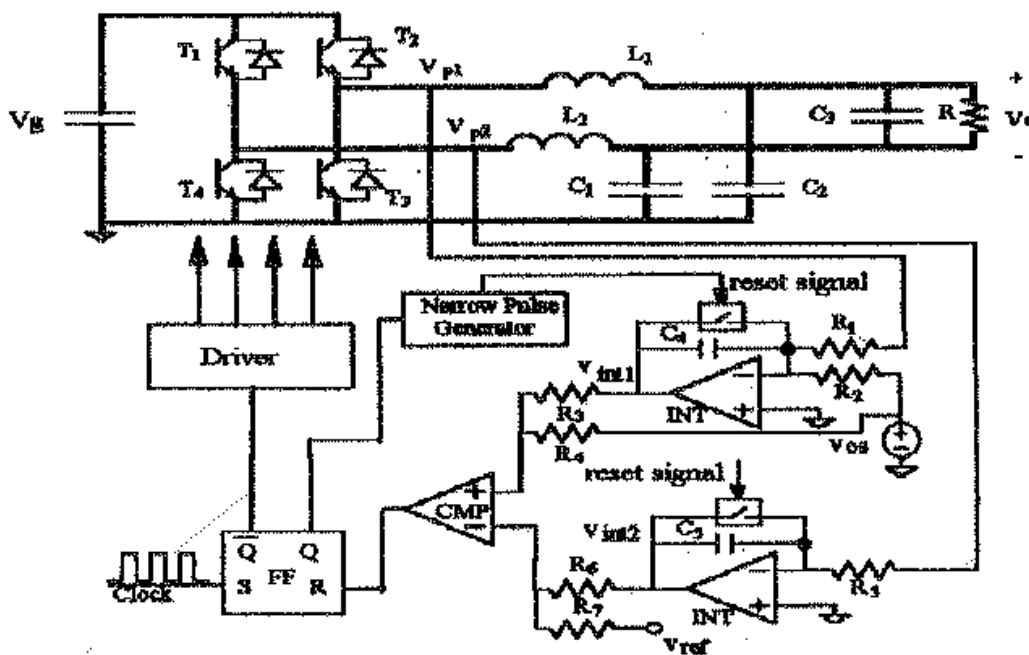 T1
T2
Vg
Vp1
L1
Vp2
L2
C3
R
+
Vo
-
T4
T3
C1
C2
reset signal
Narrow Pulse
Generator
C4
R1
Driver
vint1
INT
R2
R3
R4
vos
reset signal
CMP
Vint2
C5
Q
Q
FF
S
R
Clock
R6
R7
INT
vref